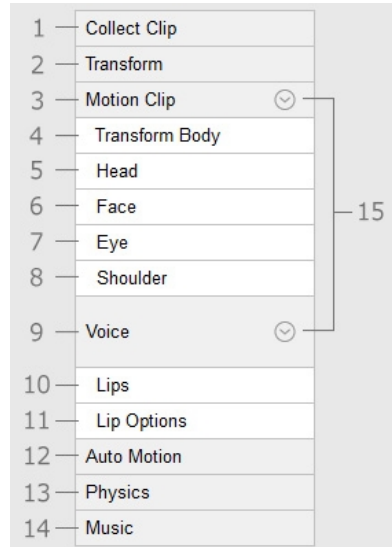 1 Collect Clip
2 Transform
3 Motion Clip
4 Transform Body
5 Head
6 Face
15
7 Eye
8 Shoulder
9 Voice
10 Lips
11 Lip Options
12 Auto Motion
13 Physics
14 Music